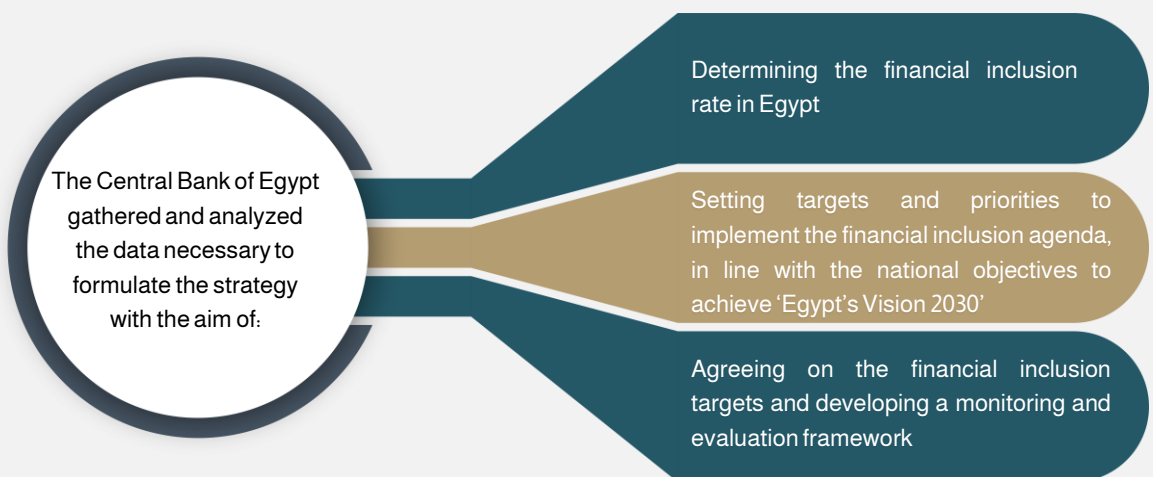 The Central Bank of Egypt
gathered and analyzed
the data necessary to
formulate the strategy
with the aim of:
Determining the financial inclusion
rate in Egypt
Setting targets and priorities to
implement the financial inclusion agenda,
in line with the national objectives to
achieve ‘Egypt’s Vision 2030’
Agreeing on the financial inclusion
targets and developing a monitoring and
evaluation framework